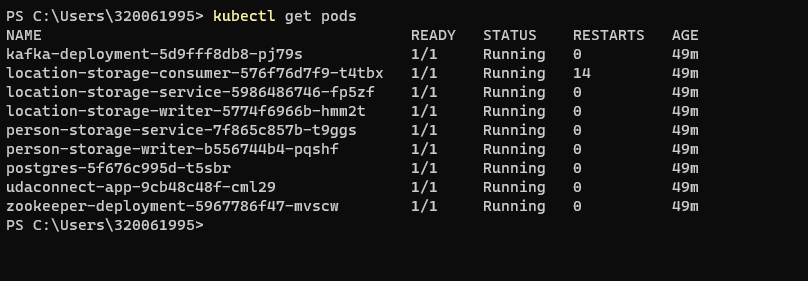 PS C:\Users\320061995> kubectl get pods
NAME READY STATUS RESTARTS AGE
kafka-deployment-5d9fff8db8-pj79s 1/1 Running 0 49m
location-storage-consumer-576f76d7f9-t4tbx 1/1 Running 14 49m
location-storage-service-5986486746-fp5zf 1/1 Running 0 49m
location-storage-writer-5774f6966b-hmm2t 1/1 Running 0 49m
person-storage-service-7f865c857b-t9ggs 1/1 Running 0 49m
person-storage-writer-b556744b4-pqshf 1/1 Running 0 49m
postgres-5f676c995d-t5sbr 1/1 Running 0 49m
udaconnect-app-9cb48c48f-cml29 1/1 Running 0 49m
zookeeper-deployment-5967786f47-mvscw 1/1 Running 0 49m
PS C:\Users\320061995>